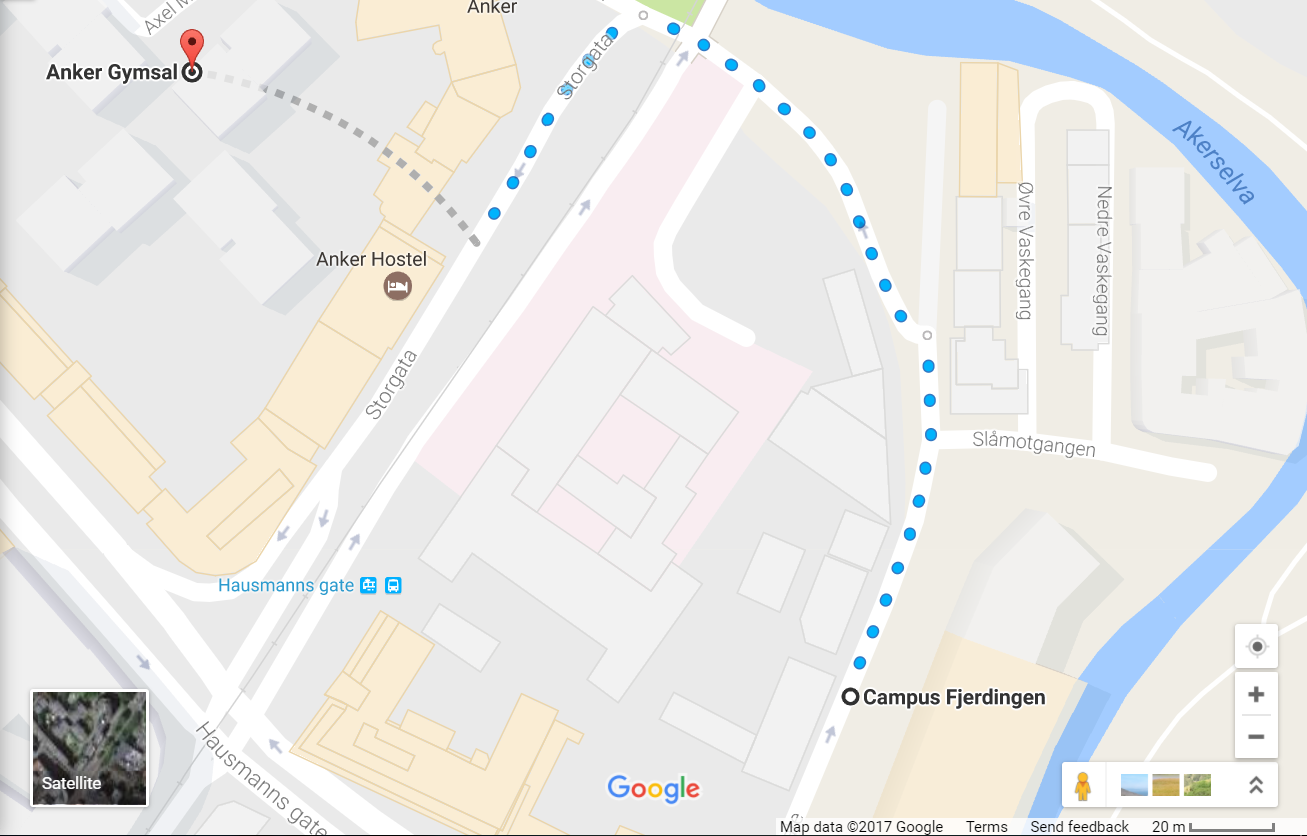 Anker
Axel M
Anker Gymsal
Storgata
Akerselva
Øvre Vaskegang
Nedre Vaskegang
Anker Hostel
Storgata
Slåmotgangen
Hausmanns gate
Campus Fjerdingen
Hausmanns gate
Satellite
Google
Map data ©2017 Google Terms Send feedback 20 m